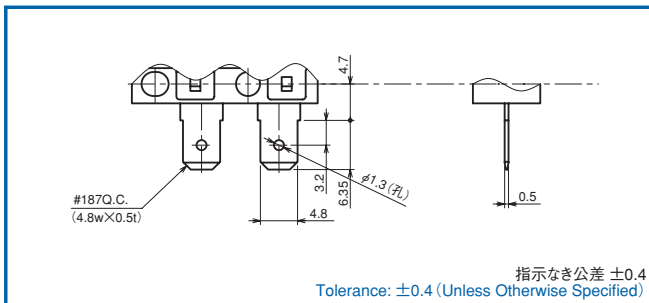 4.7
#187Q.C.
(4.8w×0.5t)
3.2
6.35
φ1.3(孔)
4.8
0.5
指示なき公差 ±0.4
Tolerance: ±0.4 (Unless Otherwise Specified)